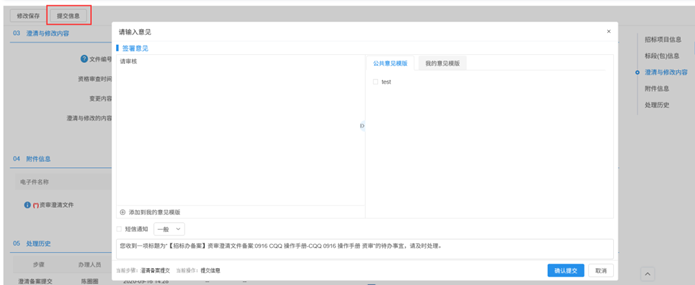 修改保存 提交信息
03 澄清与修改内容
文件编号
资格审查时间
变更内容
澄清与修改的内容
04 附件信息
电子件名称
资审澄清文件
05 处理历史
步骤 办理人员
澄清备案提交 陈圈圈 2020-09-16 14:28
请输入意见
签署意见
请审核
公共意见模版 我的意见模版
test
添加到我的意见模版
短信通知 一般
您收到一项标题为"【招标办备案】资审澄清文件备案:0916 CQQ 操作手册-CQQ 0916 操作手册 资审"的待办事宜，请及时处理。
当前步骤：澄清备案提交 当前操作：提交信息
确认提交 取消
招标项目信息
标段(包)信息
澄清与修改内容
附件信息
处理历史